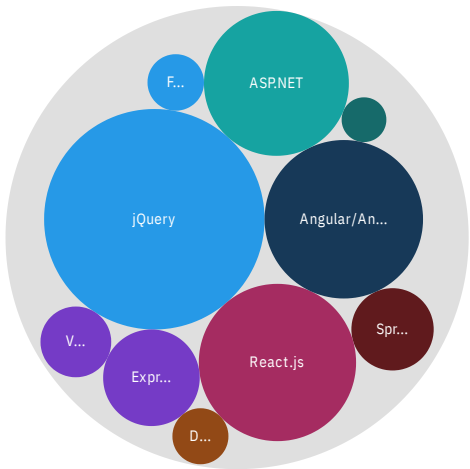 F...
ASP.NET
jQuery
Angular/An...
V...
Spr...
Expr...
React.js
D...